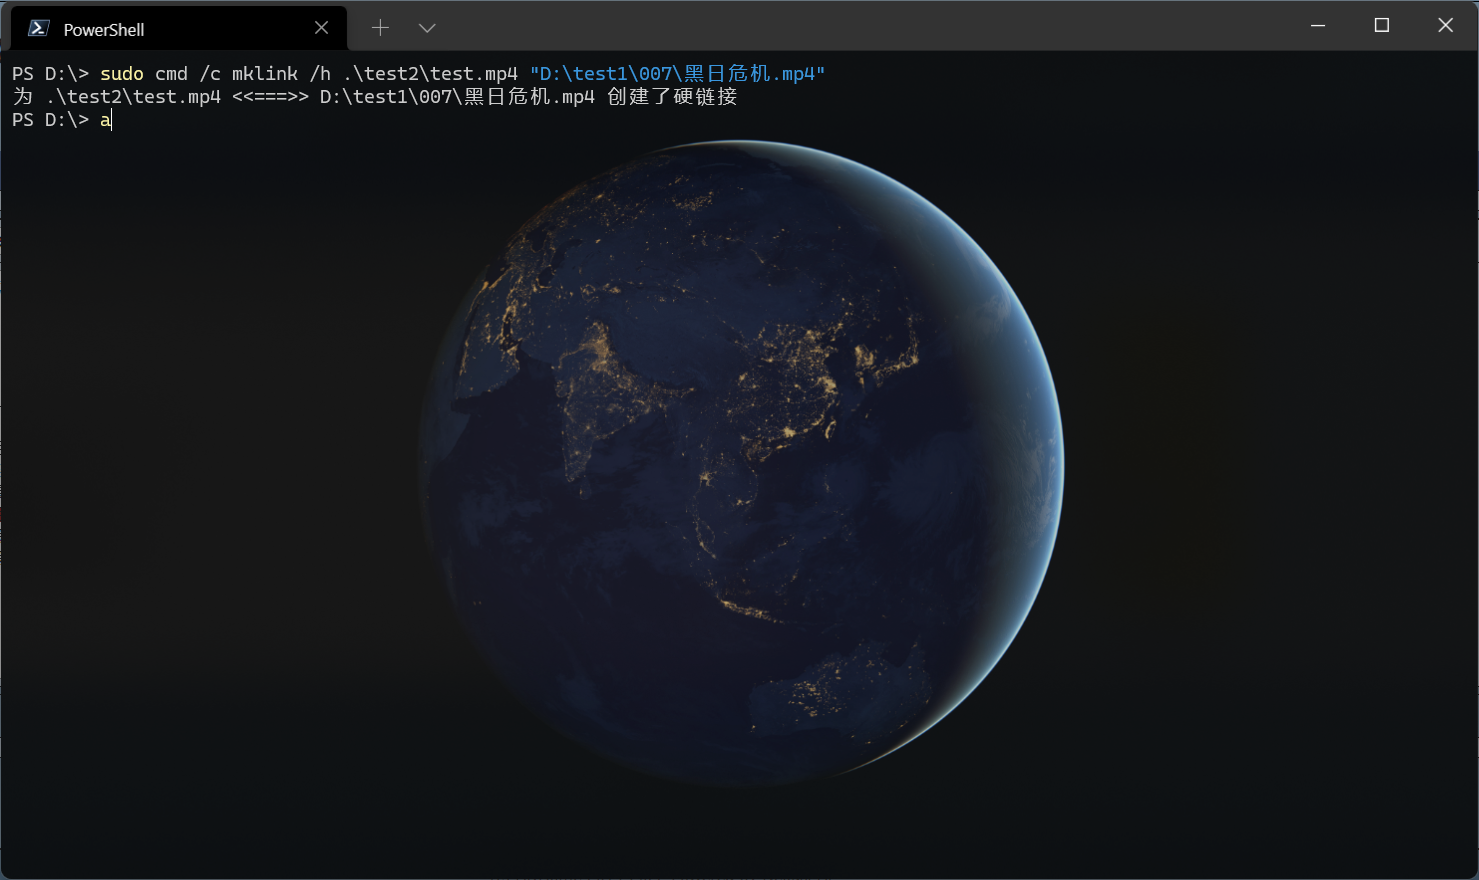 PowerShell
PS D:\> sudo cmd /c mklink /h .\test2\test.mp4 "D:\test1\007\黑日危机.mp4"
为 .\test2\test.mp4 <<===>> D:\test1\007\黑日危机.mp4 创建了硬链接
PS D:\> a